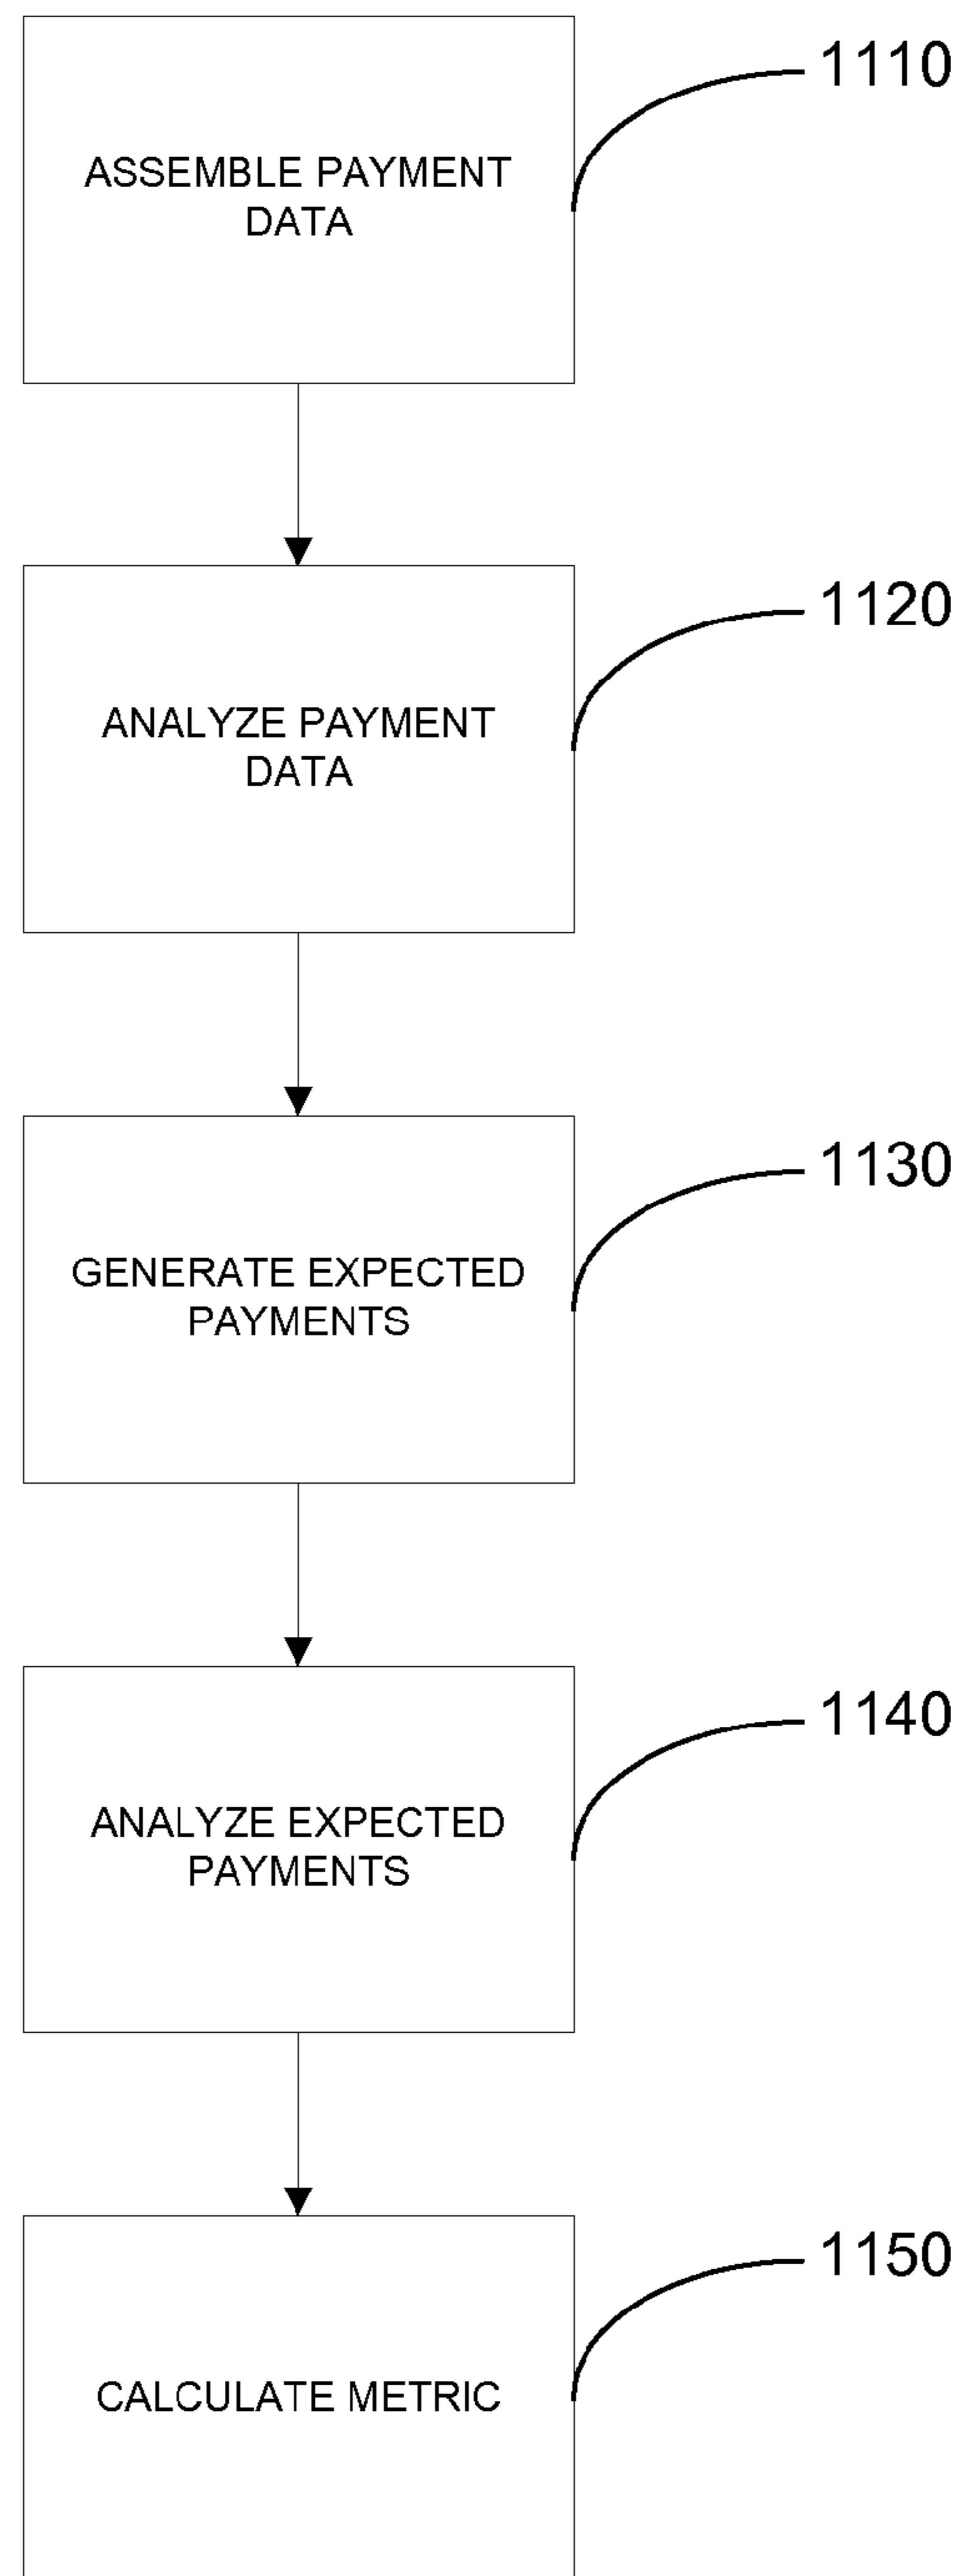 1110
ASSEMBLE PAYMENT
DATA
1120
ANALYZE PAYMENT
DATA
1130
GENERATE EXPECTED
PAYMENTS
1140
ANALYZE EXPECTED
PAYMENTS
1150
CALCULATE METRIC